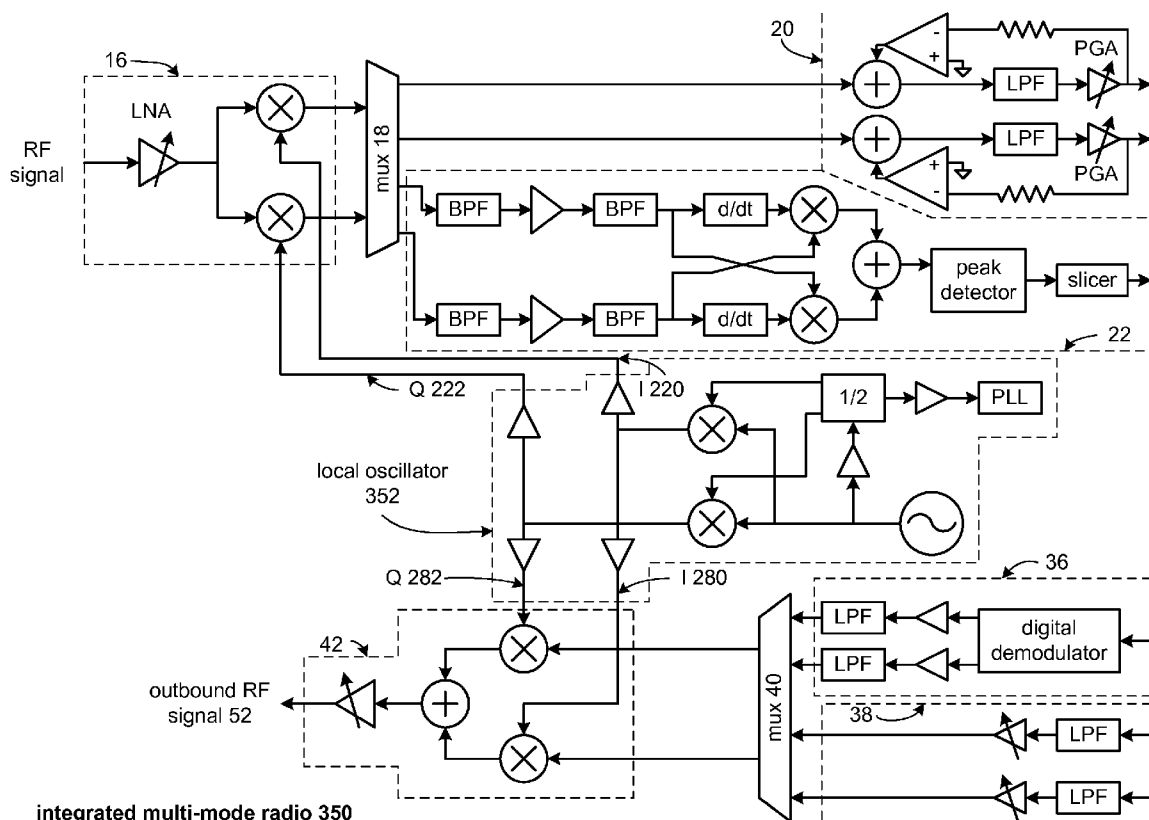 16
LNA
RF
signal
mux 18
20
-
+
PGA
+
LPF
+
LPF
PGA
+
-
BPF
BPF
d/dt
+
peak
detector
slicer
BPF
BPF
d/dt
22
Q 222
I 220
1/2
PLL
local oscillator
352
Q 282
I 280
36
LPF
digital
demodulator
LPF
42
outbound RF
signal 52
+
mux 40
38
LPF
LPF
integrated multi-mode radio 350